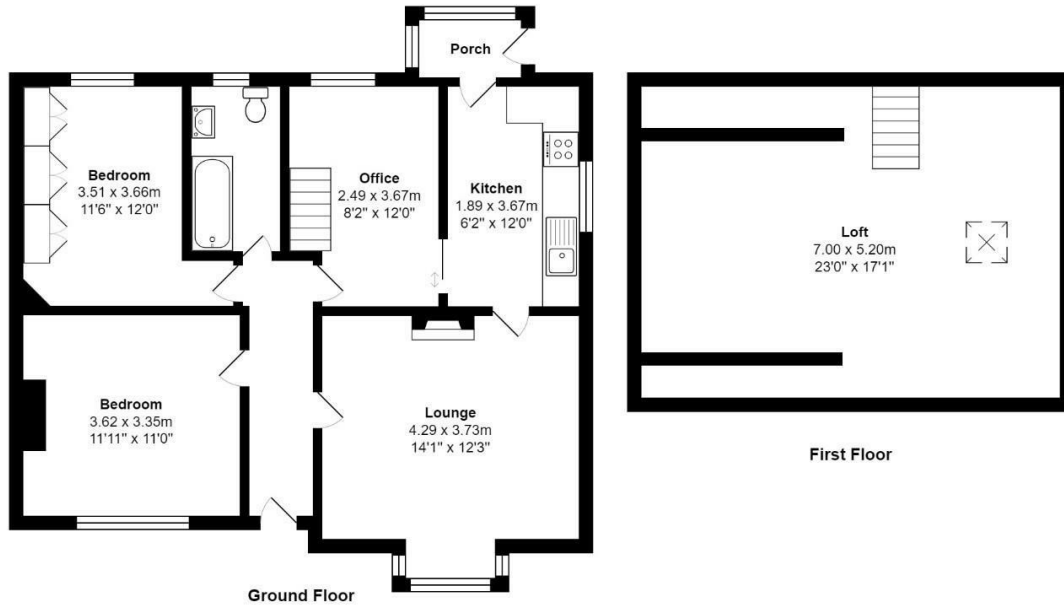 Porch
Bedroom
3.51 x 3.66m
11'6" x 12'0"
Office
2.49 x 3.67m
8'2" x 12'0"
Kitchen
1.89 x 3.67m
6'2" x 12'0"
Bedroom
3.62 x 3.35m
11'11" x 11'0"
Lounge
4.29 x 3.73m
14'1" x 12'3"
Ground Floor
Loft
7.00 x 5.20m
23'0" x 17'1"
First Floor